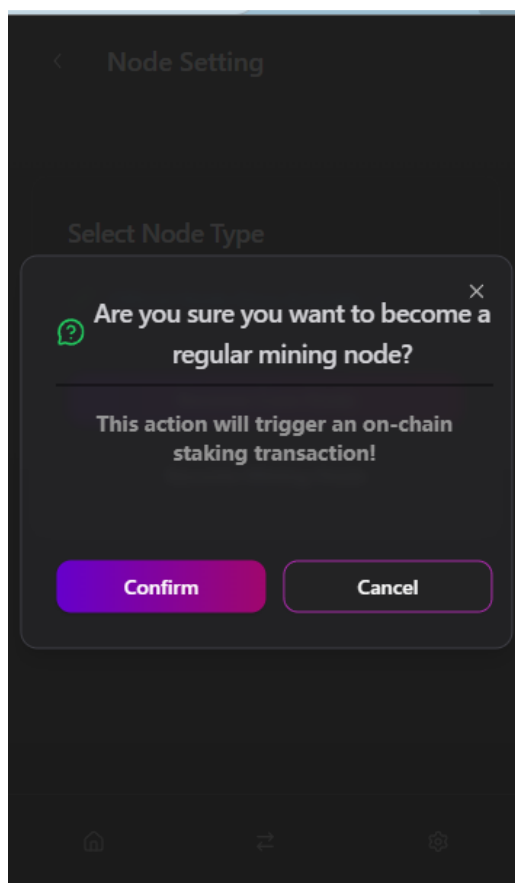 Node Setting
Select Node Type
Are you sure you want to become a
regular mining node?
This action will trigger an on-chain
staking transaction!
Confirm
Cancel